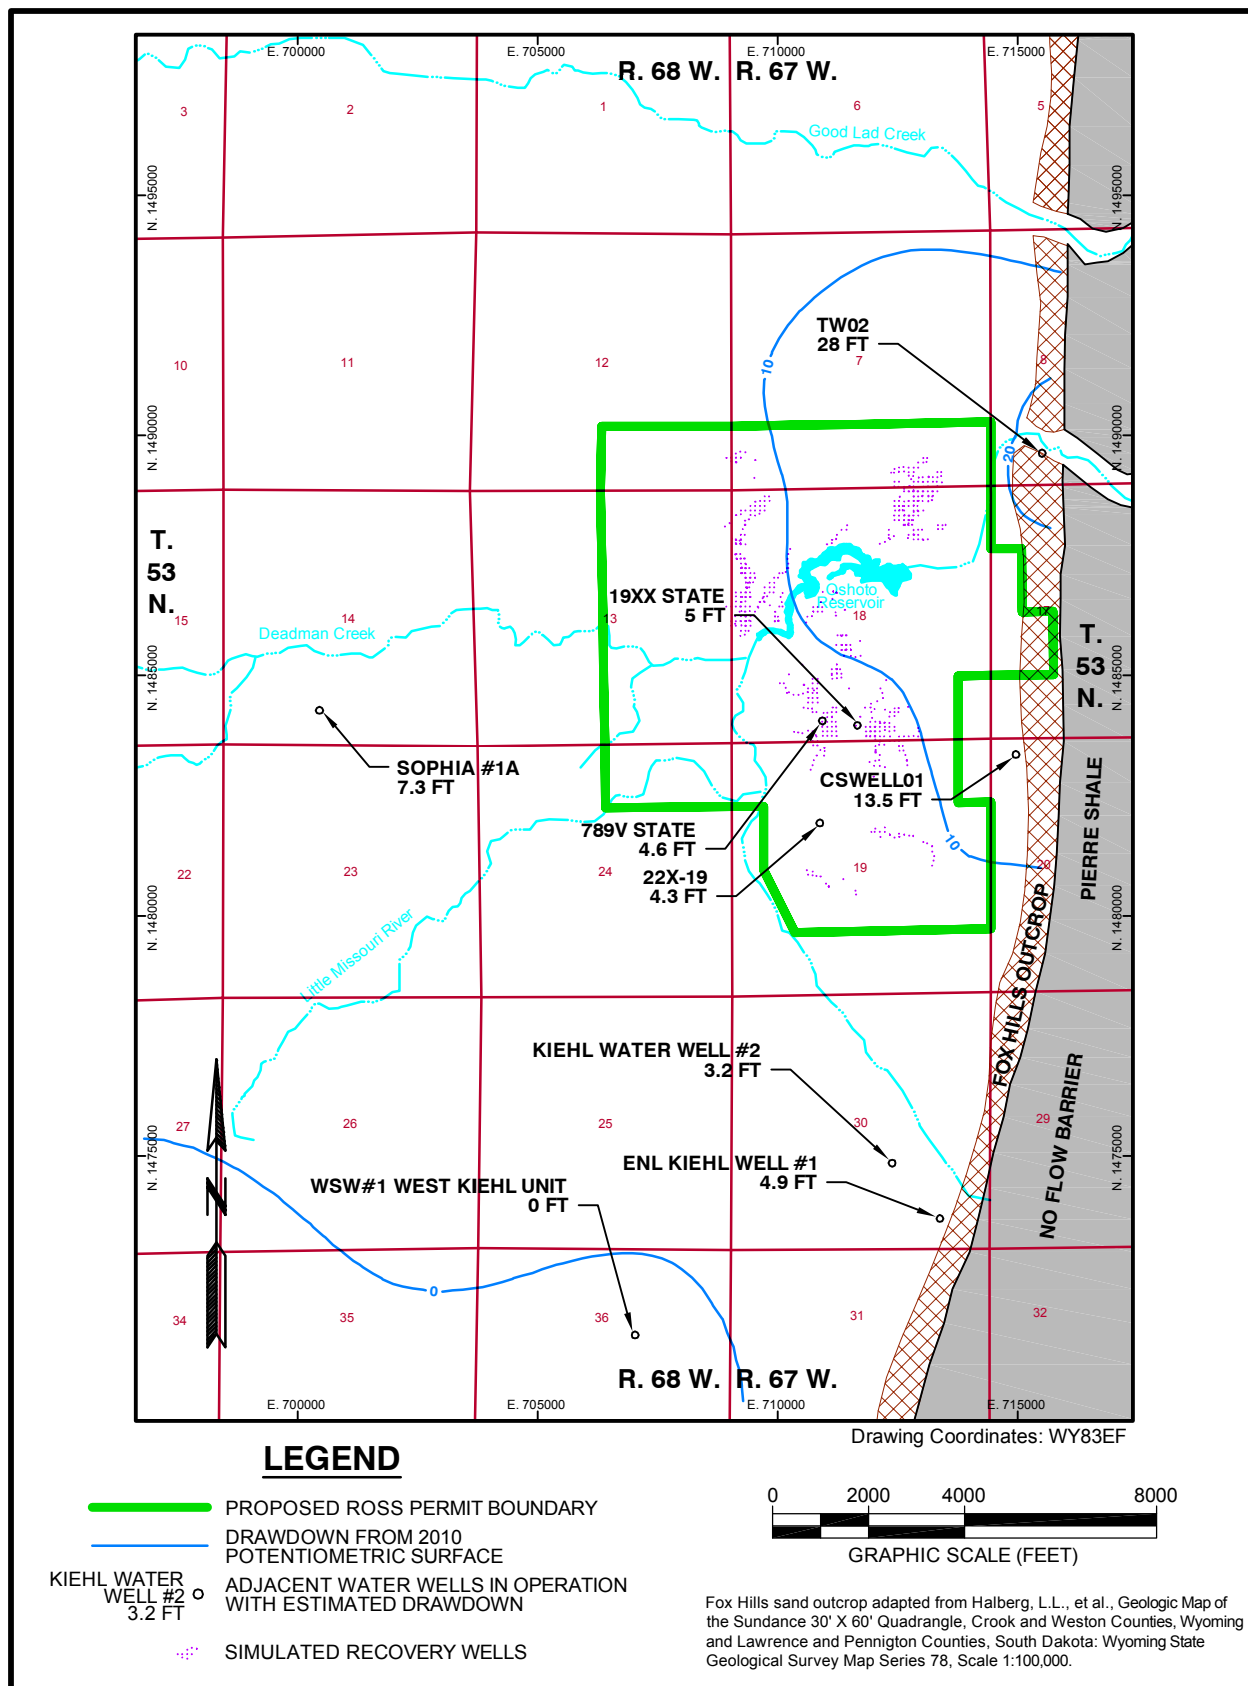 E. 700000
E. 705000
E. 710000
E. 715000
R. 68 W. R. 67 W.
3
2
1
6
5
Good Lad Creek
N. 1495000
N. 1495000
TW02
28 FT
10
11
12
7
8
10
N. 1490000
N. 1490000
20
T.
53
N.
19XX STATE
5 FT
Oshoto
Reservoir
15
14
13
18
17
Deadman Creek
T.
53
N.
N. 1485000
N. 1485000
SOPHIA #1A
7.3 FT
CSWELL01
13.5 FT
789V STATE
4.6 FT
10
22X-19
4.3 FT
22
23
24
19
20
PIERRE SHALE
N. 1480000
N. 1480000
Little Missouri River
FOX HILLS OUTCROP
KIEHL WATER WELL #2
3.2 FT
27
26
25
30
29
N. 1475000
N. 1475000
ENL KIEHL WELL #1
4.9 FT
WSW#1 WEST KIEHL UNIT
0 FT
NO FLOW BARRIER
N
0
34
35
36
31
32
R. 68 W. R. 67 W.
E. 700000
E. 705000
E. 710000
E. 715000
Drawing Coordinates: WY83EF
LEGEND
PROPOSED ROSS PERMIT BOUNDARY
DRAWDOWN FROM 2010
POTENTIOMETRIC SURFACE
KIEHL WATER
WELL #2
3.2 FT
ADJACENT WATER WELLS IN OPERATION
WITH ESTIMATED DRAWDOWN
SIMULATED RECOVERY WELLS
0 2000 4000 8000
GRAPHIC SCALE (FEET)
Fox Hills sand outcrop adapted from Halberg, L.L., et al., Geologic Map of
the Sundance 30' X 60' Quadrangle, Crook and Weston Counties, Wyoming
and Lawrence and Pennigton Counties, South Dakota: Wyoming State
Geological Survey Map Series 78, Scale 1:100,000.